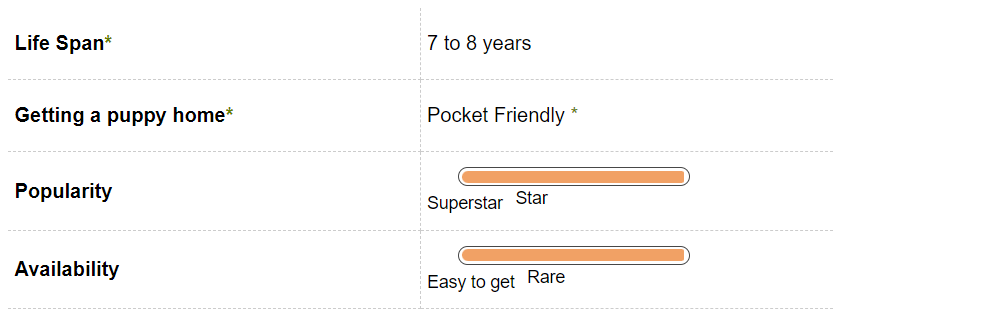 Life Span* 7 to 8 years
Getting a puppy home* Pocket Friendly *
Popularity
Superstar Star
Availability
Easy to get Rare